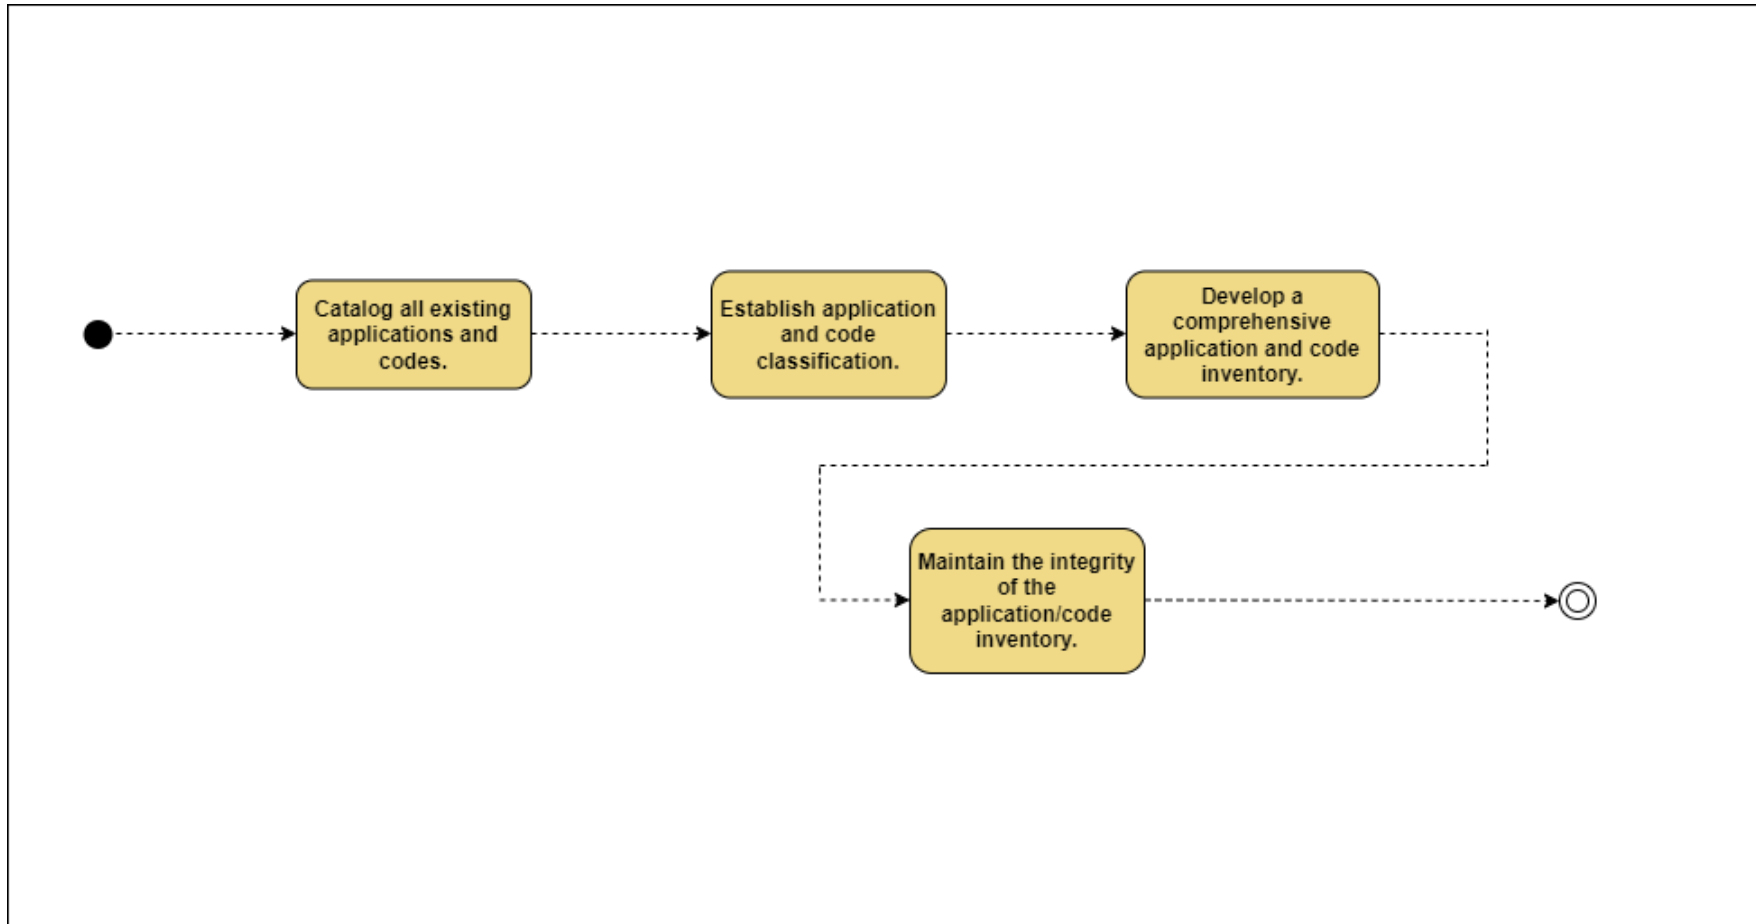 Catalog all existing
applications and
codes.
Establish application
and code
classification.
Develop a
comprehensive
application and code
inventory.
Maintain the integrity
of the
application/code
inventory.